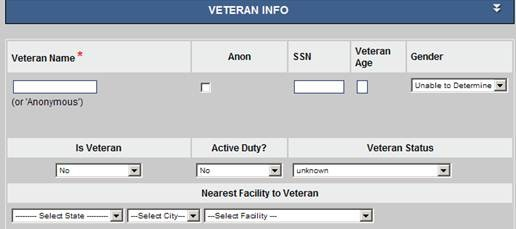 VETERAN INFO
Veteran Name * Anon SSN Veteran Age Gender
(or 'Anonymous') Unable to Determine
Is Veteran Active Duty? Veteran Status
No No unknown
Nearest Facility to Veteran
--------- Select State --------- ---Select City--- ---Select Facility ---